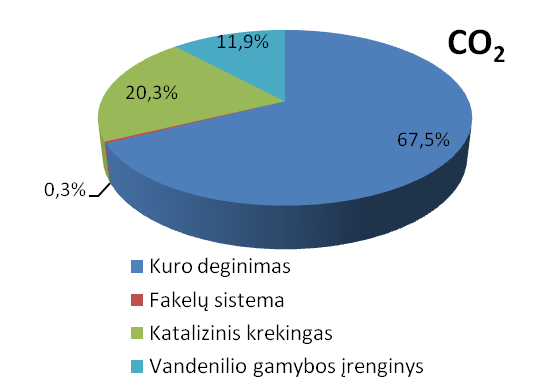 11,9%
CO₂
20,3%
67,5%
0,3%
Kuro deginimas
Fakelų sistema
Katalizinis krekingas
Vandenilio gamybos įrenginys